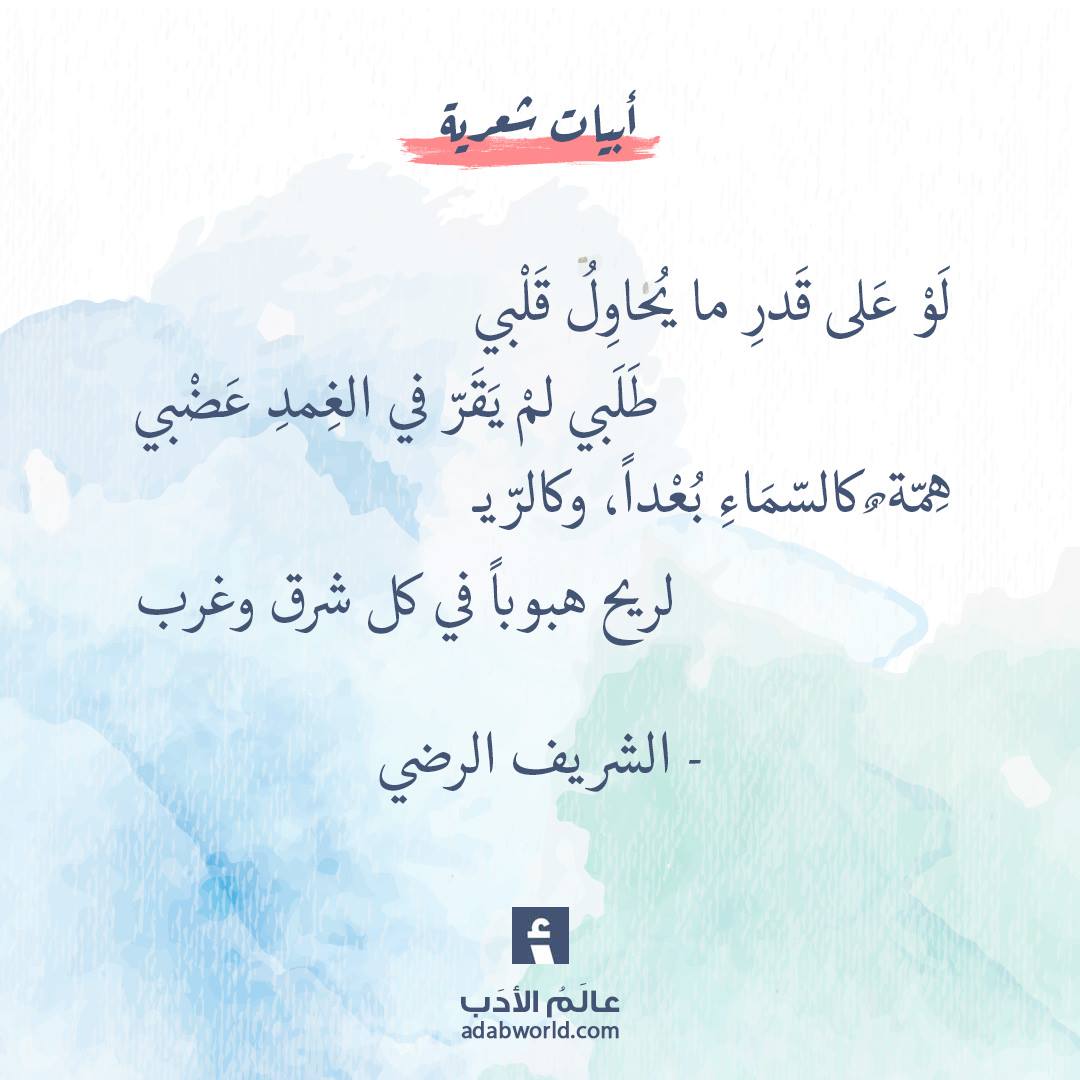 أبيات شعرية
لَوْ عَلى قَدرِ ما يُحاوِلُ قَلْبي
طَلَبي لمْ يَقَرّ في الغِمدِ عَضْبي
هِمّةٌ كالسّمَاءِ بُعْداً، وكالرّيـ
لريح هبوباً في كل شرق وغرب
- الشريف الرضي
أ
عالَمُ الأدَب
adabworld.com